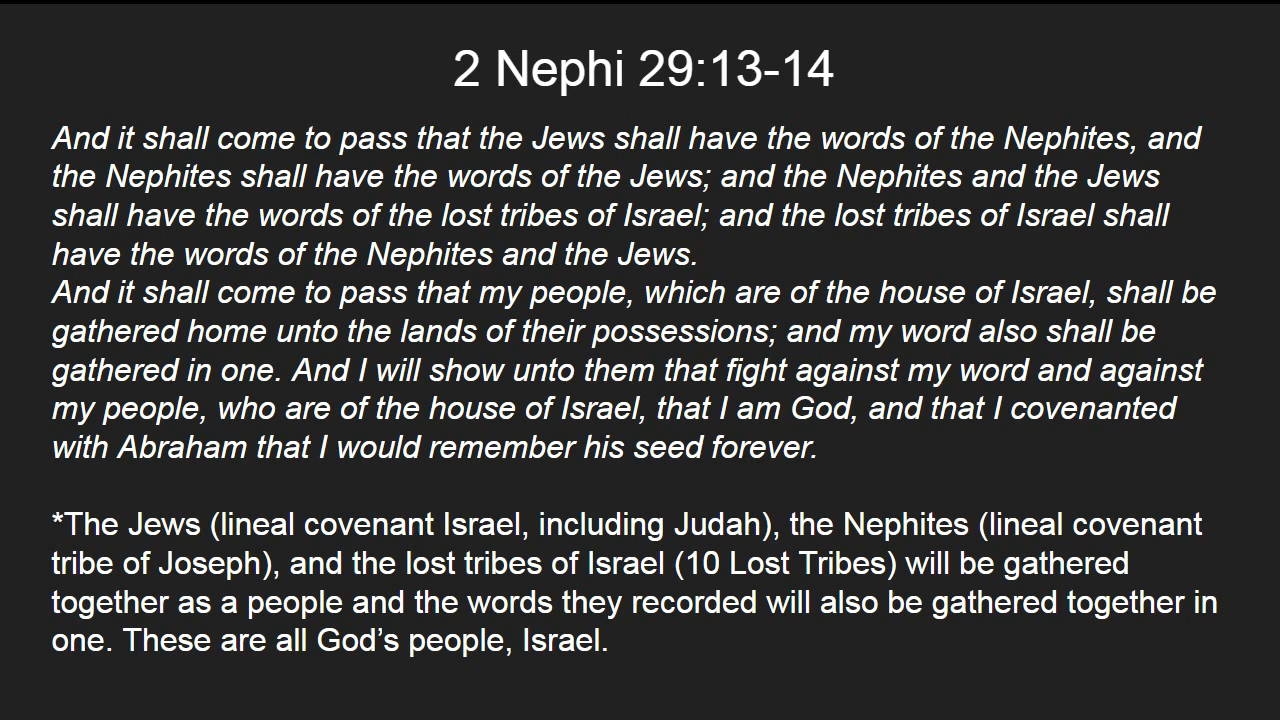 2 Nephi 29:13-14
And it shall come to pass that the Jews shall have the words of the Nephites, and
the Nephites shall have the words of the Jews; and the Nephites and the Jews
shall have the words of the lost tribes of Israel; and the lost tribes of Israel shall
have the words of the Nephites and the Jews.
And it shall come to pass that my people, which are of the house of Israel, shall be
gathered home unto the lands of their possessions; and my word also shall be
gathered in one. And I will show unto them that fight against my word and against
my people, who are of the house of Israel, that I am God, and that I covenanted
with Abraham that I would remember his seed forever.
*The Jews (lineal covenant Israel, including Judah), the Nephites (lineal covenant
tribe of Joseph), and the lost tribes of Israel (10 Lost Tribes) will be gathered
together as a people and the words they recorded will also be gathered together in
one. These are all God’s people, Israel.